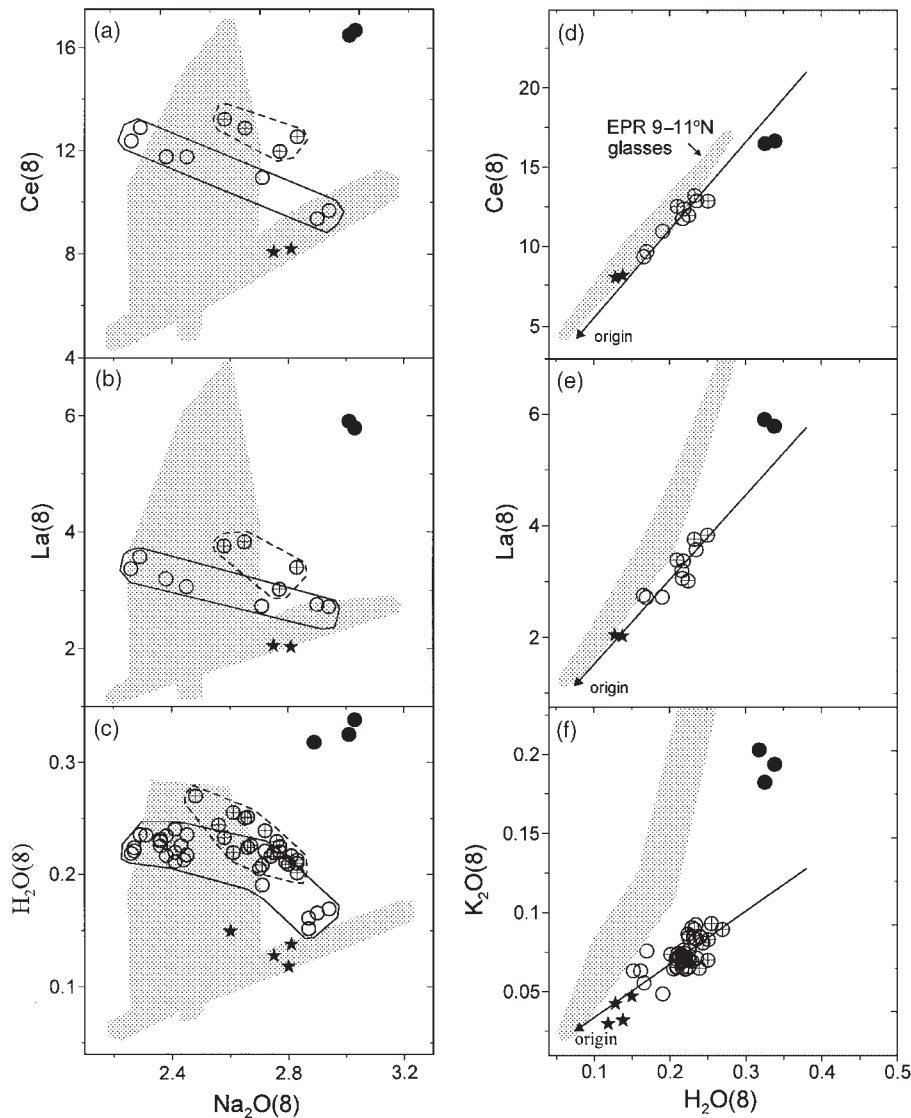 (a)
Ce(8)
16
12
8
4
(b)
La(8)
6
4
2
(c)
H₂O(8)
0.3
0.2
0.1
2.4
2.8
3.2
Na₂O(8)
(d)
Ce(8)
20
15
10
5
EPR 9–11°N
glasses
origin
(e)
La(8)
6
4
2
origin
(f)
K₂O(8)
0.2
0.15
0.1
0.05
origin
0.1
0.2
0.3
0.4
0.5
H₂O(8)